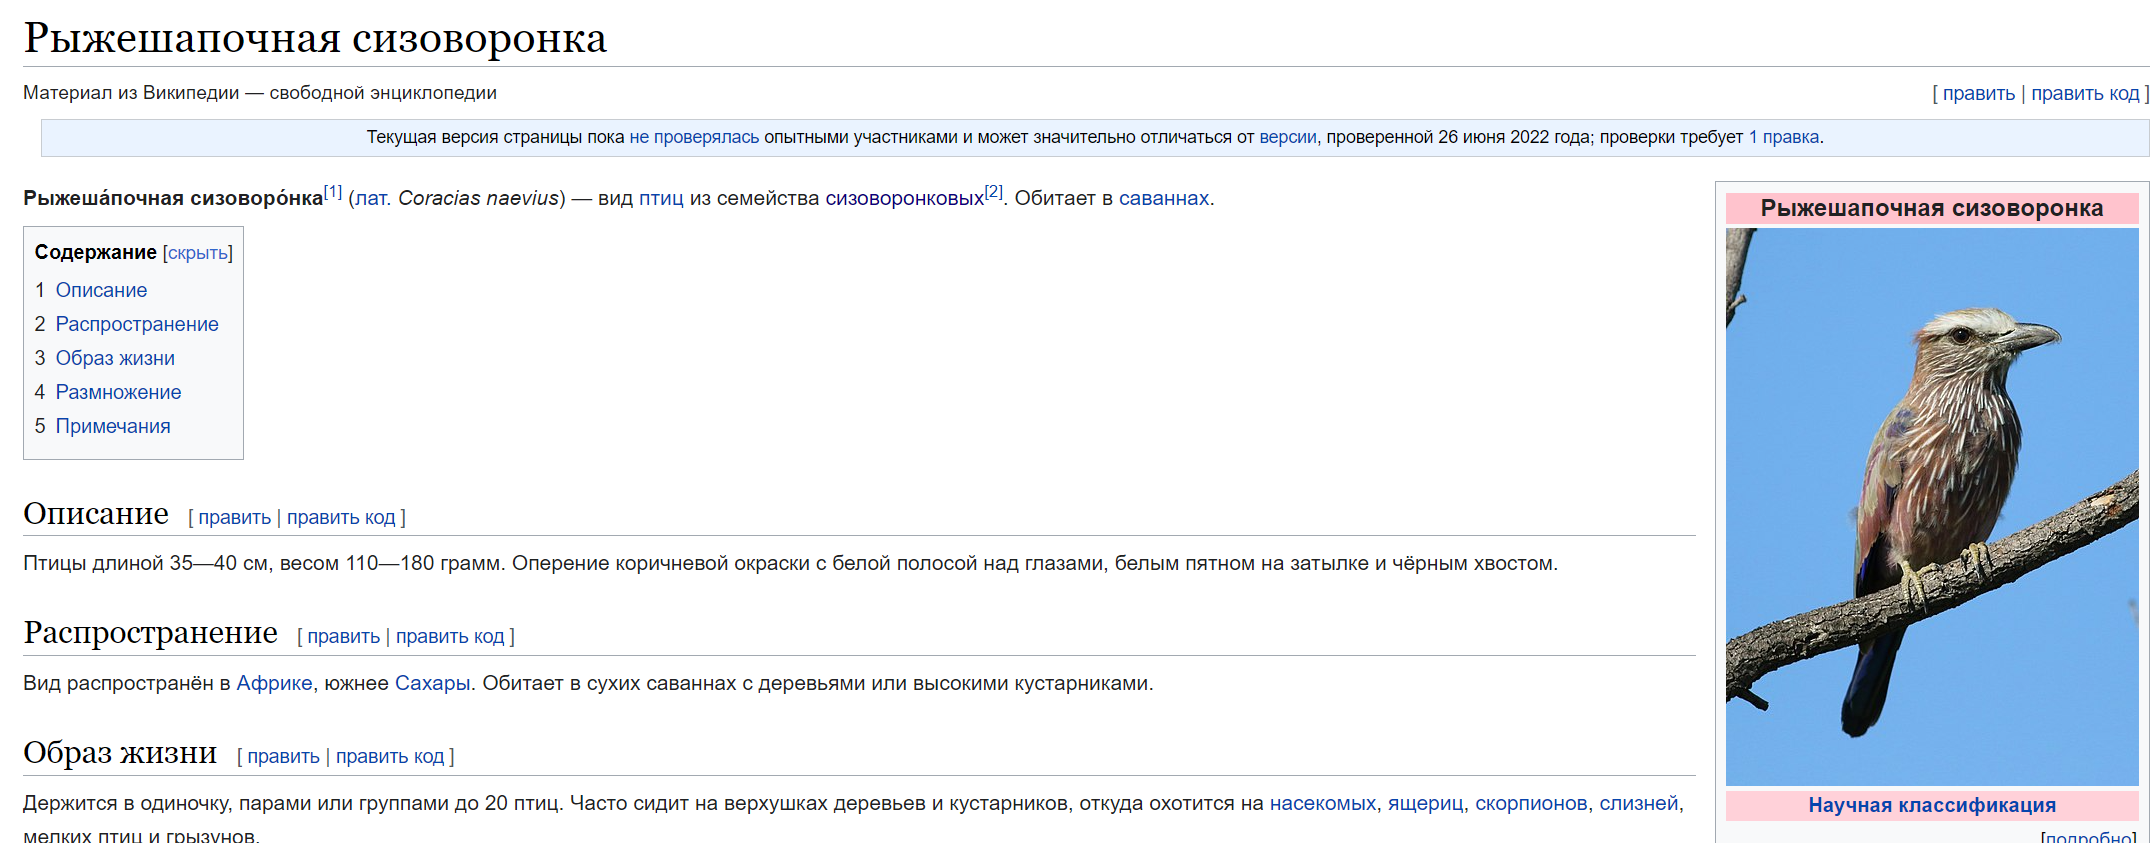 Рыжешапочная сизоворонка
Материал из Википедии — свободной энциклопедии
[ править | править код ]
Текущая версия страницы пока не проверялась опытными участниками и может значительно отличаться от версии, проверенной 26 июня 2022 года; проверки требует 1 правка.
Рыжеша́почная сизоворо́нка[1] (лат. Coracias naevius) — вид птиц из семейства сизоворонковых[2]. Обитает в саваннах.
Содержание [скрыть]
1 Описание
2 Распространение
3 Образ жизни
4 Размножение
5 Примечания
Описание [ править | править код ]
Птицы длиной 35—40 см, весом 110—180 грамм. Оперение коричневой окраски с белой полосой над глазами, белым пятном на затылке и чёрным хвостом.
Распространение [ править | править код ]
Вид распространён в Африке, южнее Сахары. Обитает в сухих саваннах с деревьями или высокими кустарниками.
Образ жизни [ править | править код ]
Держится в одиночку, парами или группами до 20 птиц. Часто сидит на верхушках деревьев и кустарников, откуда охотится на насекомых, ящериц, скорпионов, слизней,
мелких птиц и грызунов.
Рыжешапочная сизоворонка
Научная классификация
[подробно]